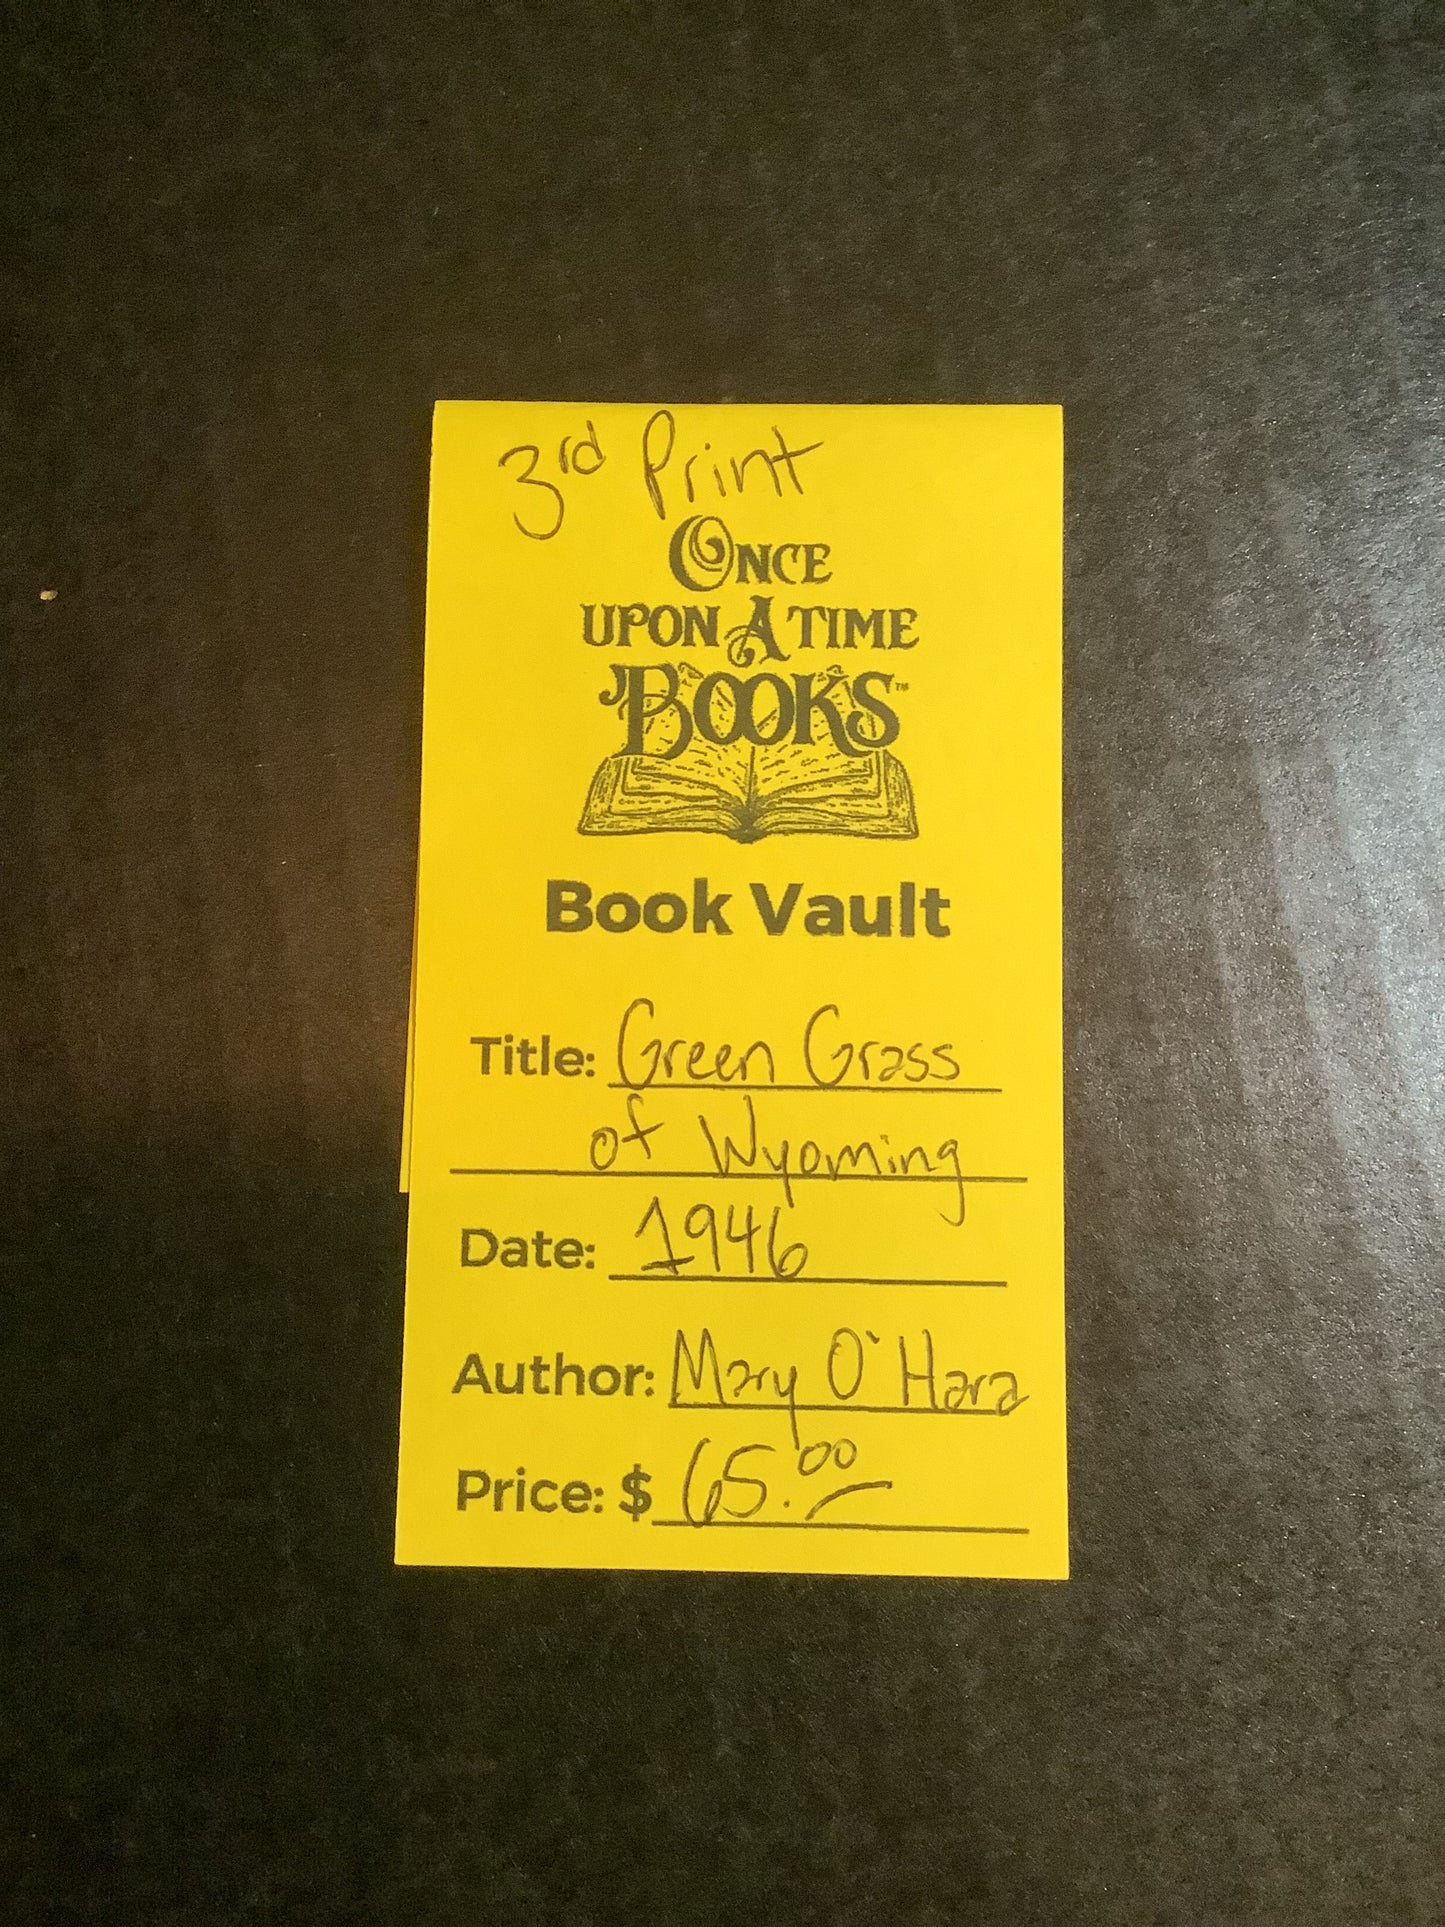 3rd Print
ONCE
UPON A TIME
BOOKS™
Book Vault
Title: Green Grass
of Wyoming
Date: 1946
Author: Mary O'Hara
Price: $ 65.00